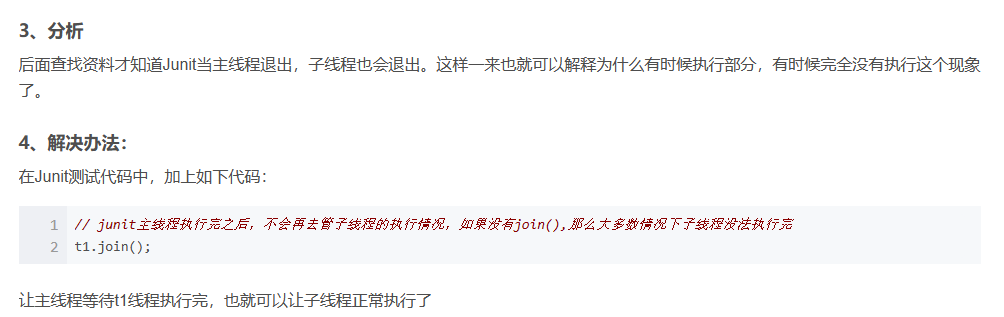 3、分析
后面查找资料才知道Junit当主线程退出，子线程也会退出。这样一来也就可以解释为什么有时候执行部分，有时候完全没有执行这个现象
了。
4、解决办法：
在Junit测试代码中，加上如下代码：
1 // junit主线程执行完之后，不会再去管子线程的执行情况，如果没有join(),那么大多数情况下子线程没法执行完
2 t1.join();
让主线程等待t1线程执行完，也就可以让子线程正常执行了